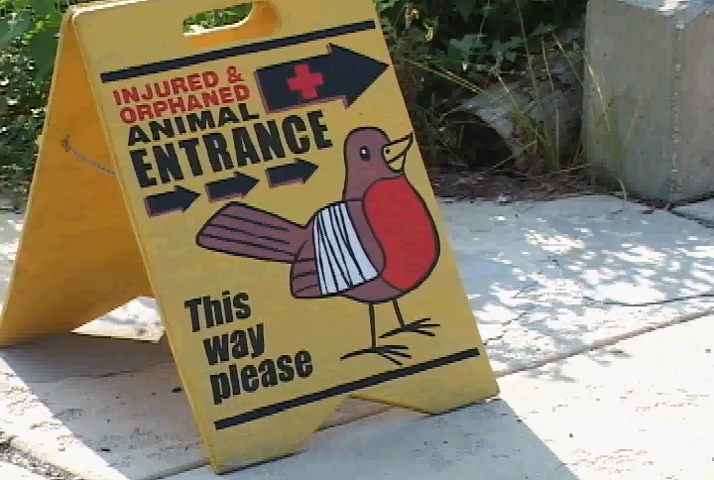 INJURED &
ORPHANED
ANIMAL
ENTRANCE
This
way
please